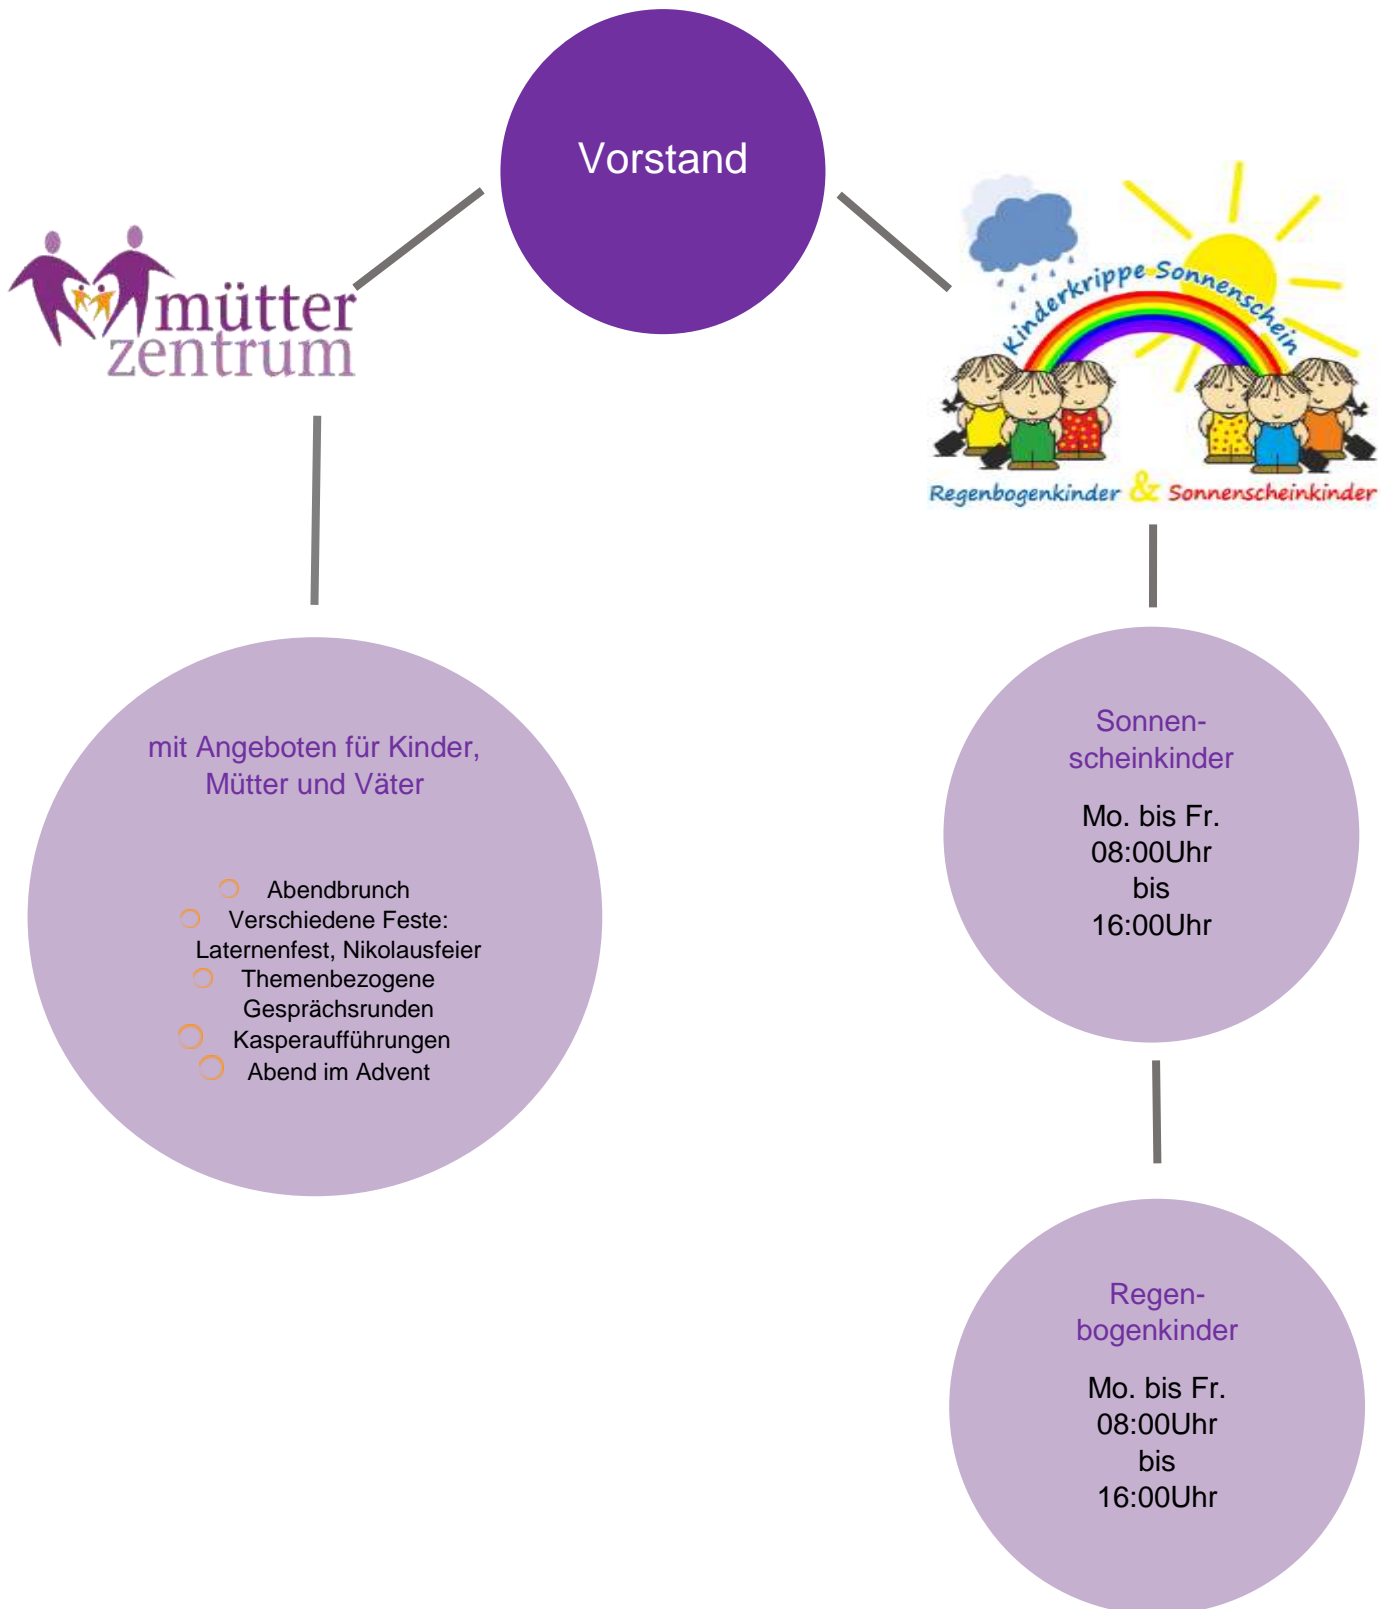 Vorstand
mütter
zentrum
Kinderkrippe Sonnenschein
Regenbogenkinder & Sonnenscheinkinder
mit Angeboten für Kinder,
Mütter und Väter
Abendbrunch
Verschiedene Feste:
Laternenfest, Nikolausfeier
Themenbezogene
Gesprächsrunden
Kasperaufführungen
Abend im Advent
Sonnen-
scheinkinder
Mo. bis Fr.
08:00Uhr
bis
16:00Uhr
Regen-
bogenkinder
Mo. bis Fr.
08:00Uhr
bis
16:00Uhr